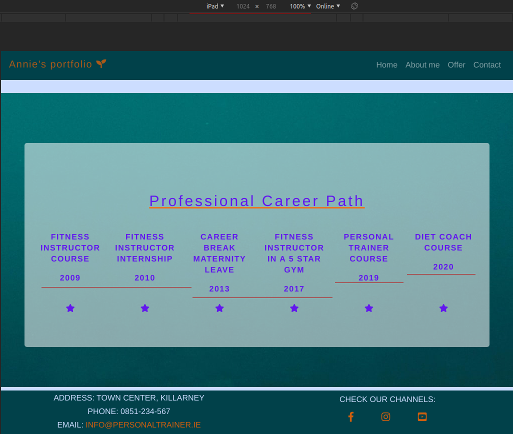 iPad ▼ 1024 × 768 100% ▼ Online ▼
Annie's portfolio
Home About me Offer Contact
Professional Career Path
FITNESS
INSTRUCTOR
COURSE
2009
FITNESS
INSTRUCTOR
INTERNSHIP
2010
CAREER
BREAK
MATERNITY
LEAVE
2013
FITNESS
INSTRUCTOR
IN A 5 STAR
GYM
2017
PERSONAL
TRAINER
COURSE
2019
DIET COACH
COURSE
2020
ADDRESS: TOWN CENTER, KILLARNEY
PHONE: 0851-234-567
EMAIL: INFO@PERSONALTRAINER.IE
CHECK OUR CHANNELS: